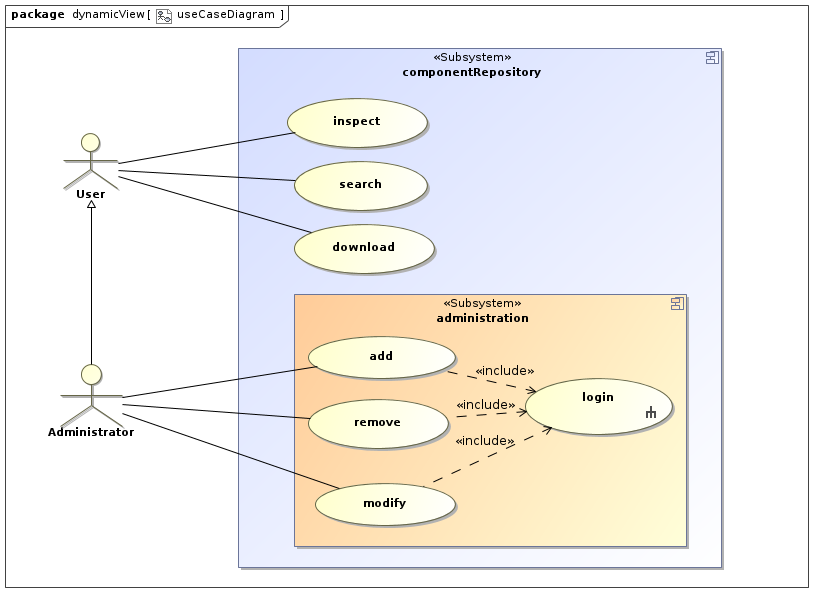 package dynamicView [ useCaseDiagram ]
«Subsystem»
componentRepository
inspect
search
User
download
«Subsystem»
administration
add
«include»
login
«include»
remove
Administrator
«include»
modify